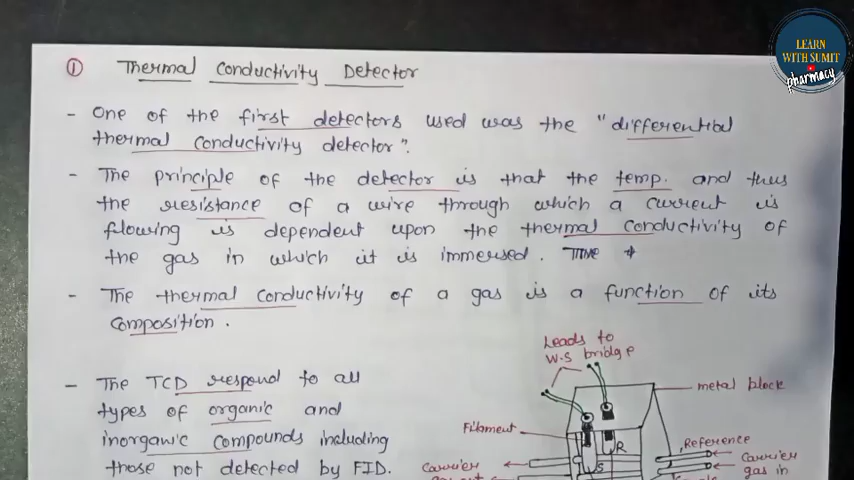 LEARN
WITH SUMIT
pharmacy
① Thermal Conductivity Detector
- One of the first detectors used was the "differential
thermal conductivity detector".
- The principle of the detector is that the temp. and thus
the resistance of a wire through which a current is
flowing is dependent upon the thermal conductivity of
the gas in which it is immersed.
- The thermal conductivity of a gas is a function of its
composition.
- The TCD respond to all
types of organic and
inorganic compounds including
those not detected by FID.
Leads to
W.S bridge
metal block
Filament
R
S
Reference
Carrier
gas in
Carrier